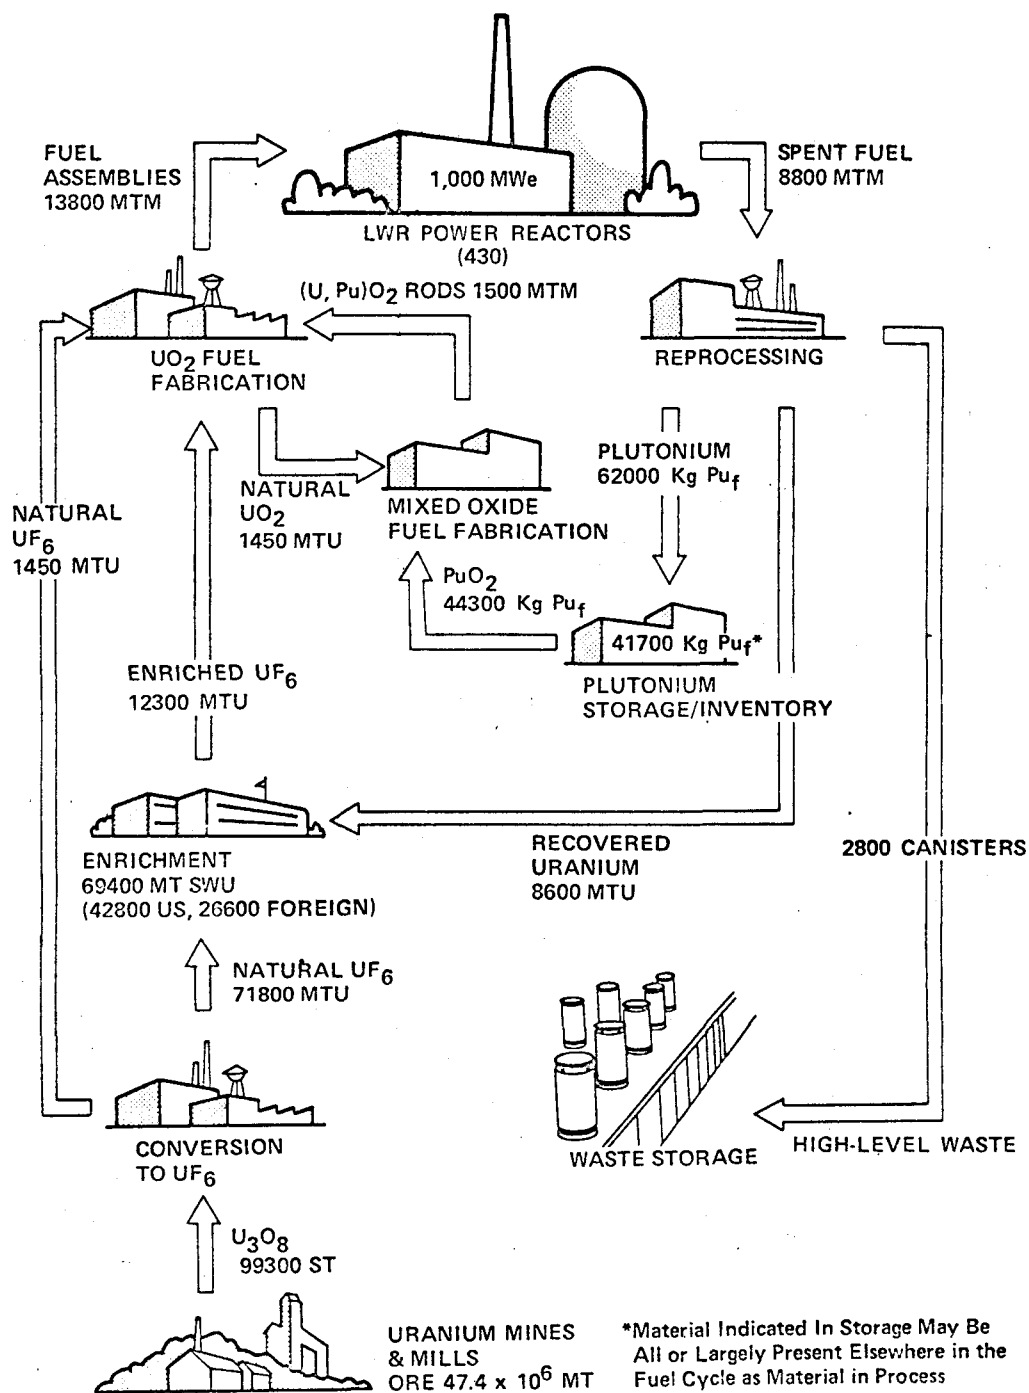 FUEL
ASSEMBLIES
13800 MTM
1,000 MWe
SPENT FUEL
8800 MTM
LWR POWER REACTORS
(430)
(U, Pu)O2 RODS 1500 MTM
UO2 FUEL
FABRICATION
REPROCESSING
NATURAL
UF6
1450 MTU
NATURAL
UO2
1450 MTU
MIXED OXIDE
FUEL FABRICATION
PLUTONIUM
62000 Kg Puf
PuO2
44300 Kg Puf
41700 Kg Puf*
PLUTONIUM
STORAGE/INVENTORY
ENRICHED UF6
12300 MTU
ENRICHMENT
69400 MT SWU
(42800 US, 26600 FOREIGN)
RECOVERED
URANIUM
8600 MTU
2800 CANISTERS
NATURAL UF6
71800 MTU
CONVERSION
TO UF6
WASTE STORAGE
HIGH-LEVEL WASTE
U3O8
99300 ST
URANIUM MINES
& MILLS
ORE 47.4 x 10^6 MT
*Material Indicated In Storage May Be
All or Largely Present Elsewhere in the
Fuel Cycle as Material in Process